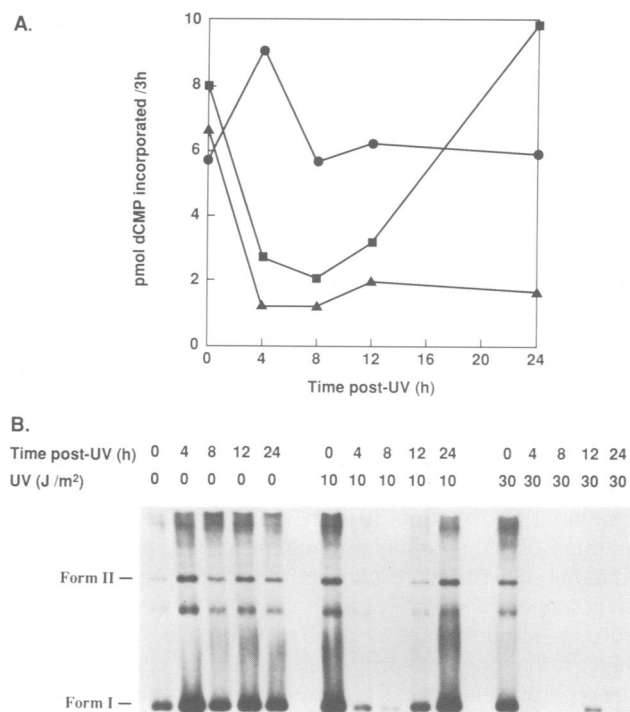 A.
pmol dCMP incorporated /3h
10
8
6
4
2
0
0 4 8 12 16 20 24
Time post-UV (h)
B.
Time post-UV (h) 0 4 8 12 24 0 4 8 12 24 0 4 8 12 24
UV (J /m²) 0 0 0 0 0 10 10 10 10 10 30 30 30 30 30
Form II
Form I